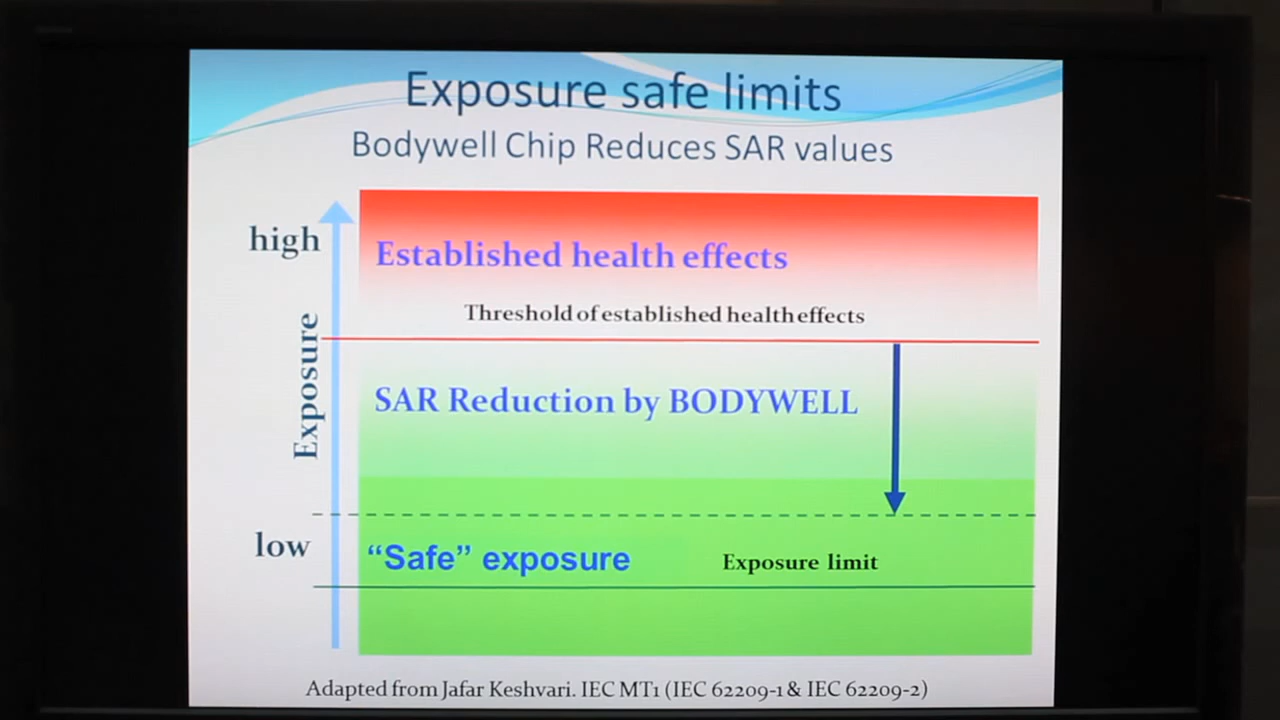 Exposure safe limits
Bodywell Chip Reduces SAR values
high
Established health effects
Threshold of established health effects
Exposure
SAR Reduction by BODYWELL
low
“Safe” exposure
Exposure limit
Adapted from Jafar Keshvari. IEC MT1 (IEC 62209-1 & IEC 62209-2)